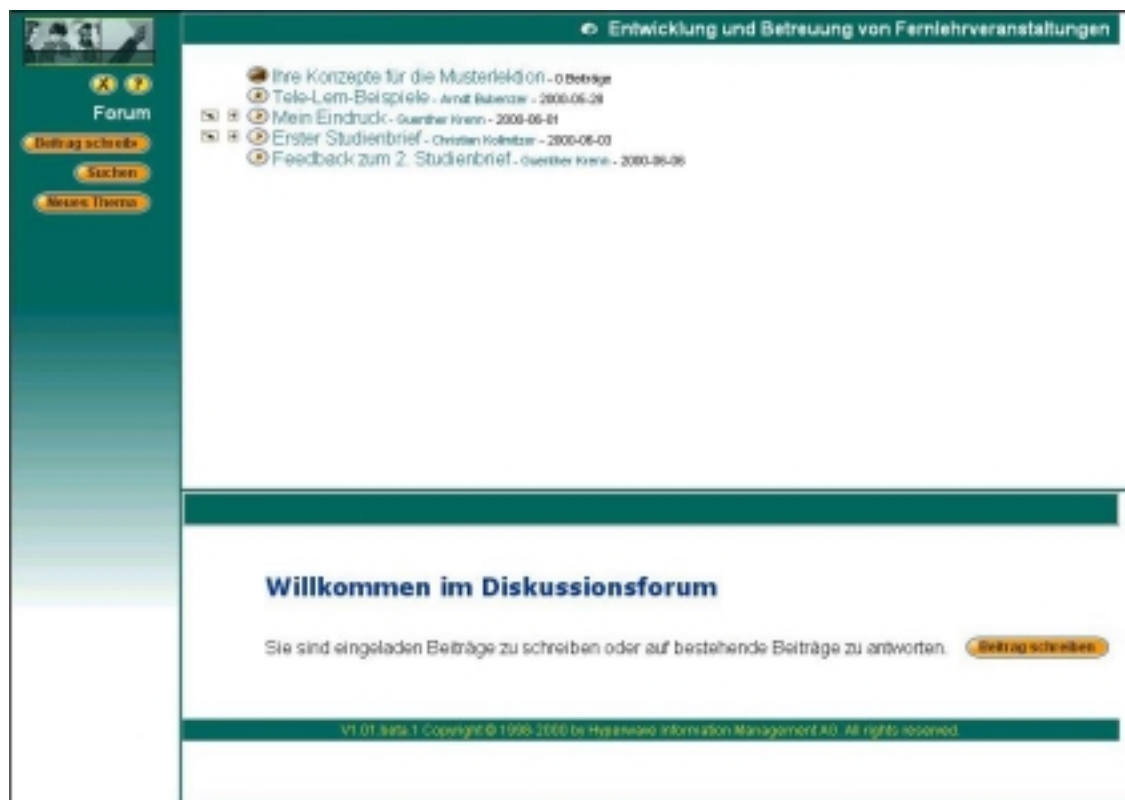 Entwicklung und Betreuung von Fernlehrveranstaltungen
X ?
Forum
Beitrag schreib
Suchen
Neues Thema
Ihre Konzepte für die Musterlektion - 0 Beiträge
Tele-Lern-Beispiele - Arndt Bubenzer - 2000-05-28
Mein Eindruck - Guenther Krenn - 2000-06-01
Erster Studienbrief - Christian Kollmitzer - 2000-06-03
Feedback zum 2. Studienbrief - Guenther Krenn - 2000-06-06
Willkommen im Diskussionsforum
Sie sind eingeladen Beiträge zu schreiben oder auf bestehende Beiträge zu antworten.
Beitrag schreiben
V1.01.beta.1 Copyright © 1998-2000 by Hyperwave Information Management AG. All rights reserved.